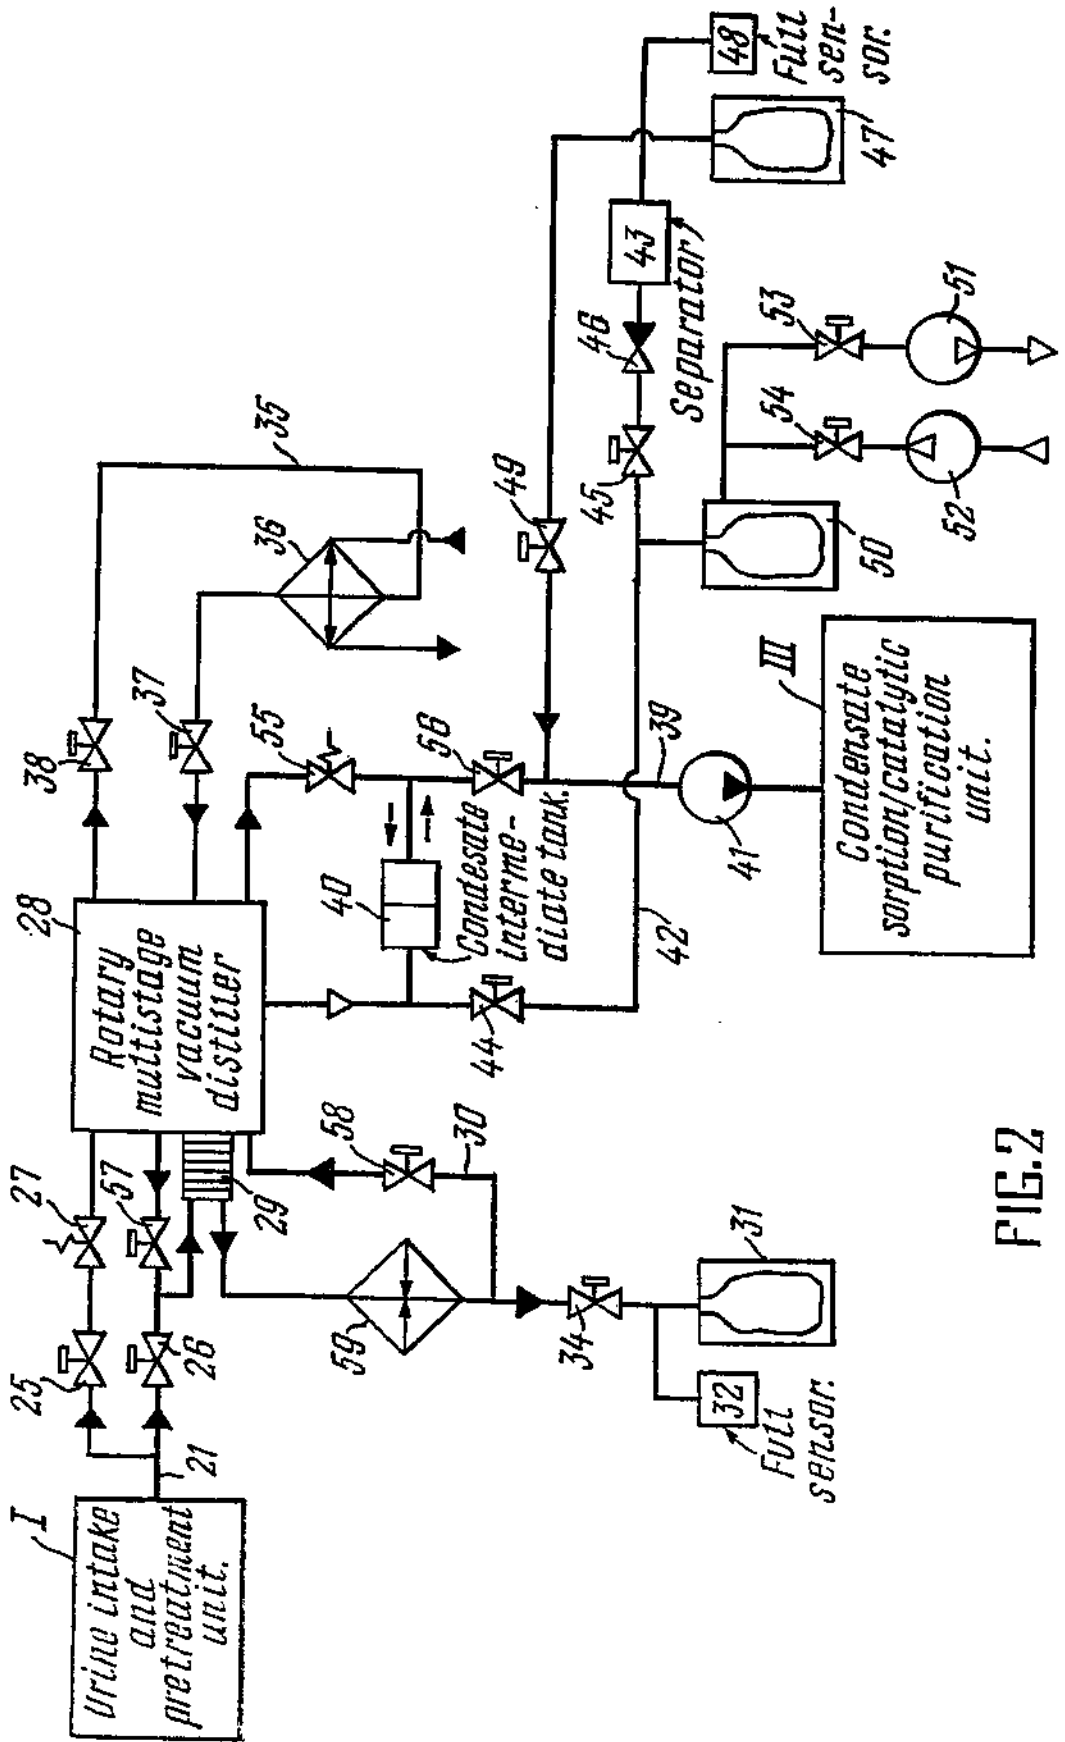 I
Urine intake
and
pretreatment
unit.
21
25
26
27
57
28
Rotary
multistage
vacuum
distiller
29
38
37
35
36
55
56
40
Condesate
interme-
diate tank.
44
42
39
41
49
45
46
43
Separator
48
Full
sen-
sor.
47
53
51
54
52
50
III
Condensate
sorption/catalytic
purification
unit.
58
30
59
34
31
32
Full
sensor.
FIG.2